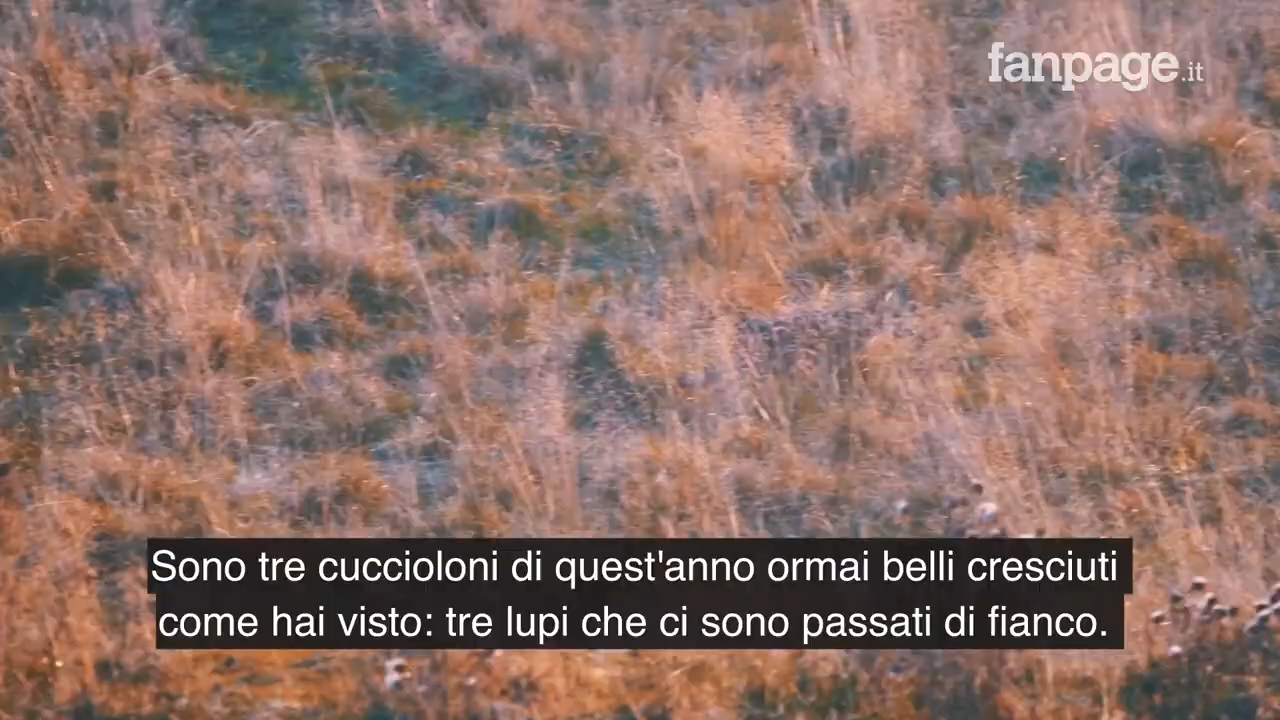 fanpage.it
Sono tre cuccioloni di quest'anno ormai belli cresciuti
come hai visto: tre lupi che ci sono passati di fianco.